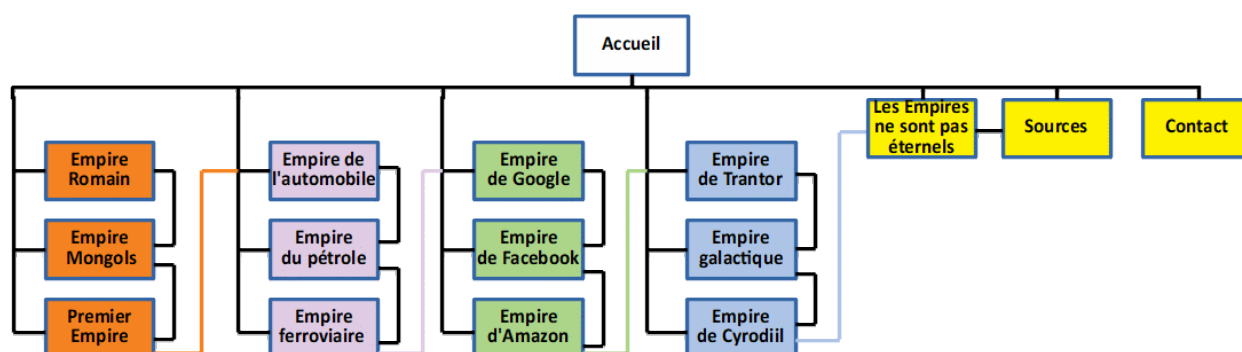 Accueil
Les Empires
ne sont pas
éternels
Sources
Contact
Empire
Romain
Empire de
l'automobile
Empire
de Google
Empire
de Trantor
Empire
Mongols
Empire
du pétrole
Empire
de Facebook
Empire
galactique
Premier
Empire
Empire
ferroviaire
Empire
d'Amazon
Empire
de Cyrodiil